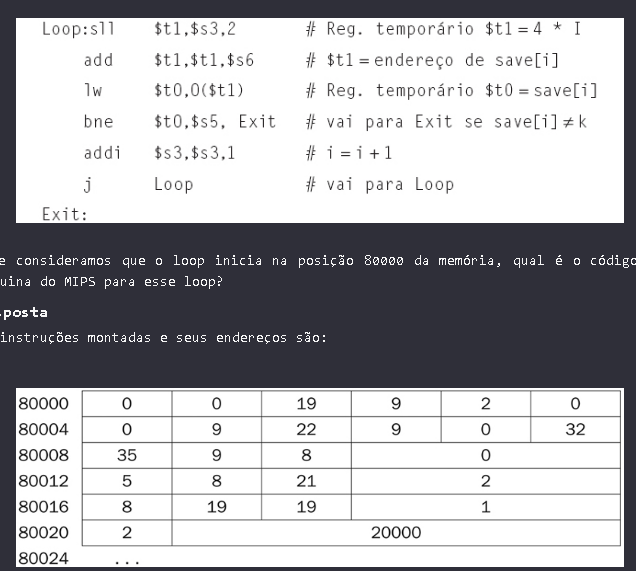 Loop:sll $t1,$s3,2 # Reg. temporário $t1 = 4 * I
add $t1,$t1,$s6 # $t1 = endereço de save[i]
lw $t0,0($t1) # Reg. temporário $t0 = save[i]
bne $t0,$s5, Exit # vai para Exit se save[i] ≠ k
addi $s3,$s3,1 # i = i + 1
j Loop # vai para Loop
Exit:
e consideramos que o loop inicia na posição 80000 da memória, qual é o código
uina do MIPS para esse loop?
.posta
instruções montadas e seus endereços são:
80000 0 0 19 9 2 0
80004 0 9 22 9 0 32
80008 35 9 8 0
80012 5 8 21 2
80016 8 19 19 1
80020 2 20000
80024 ...